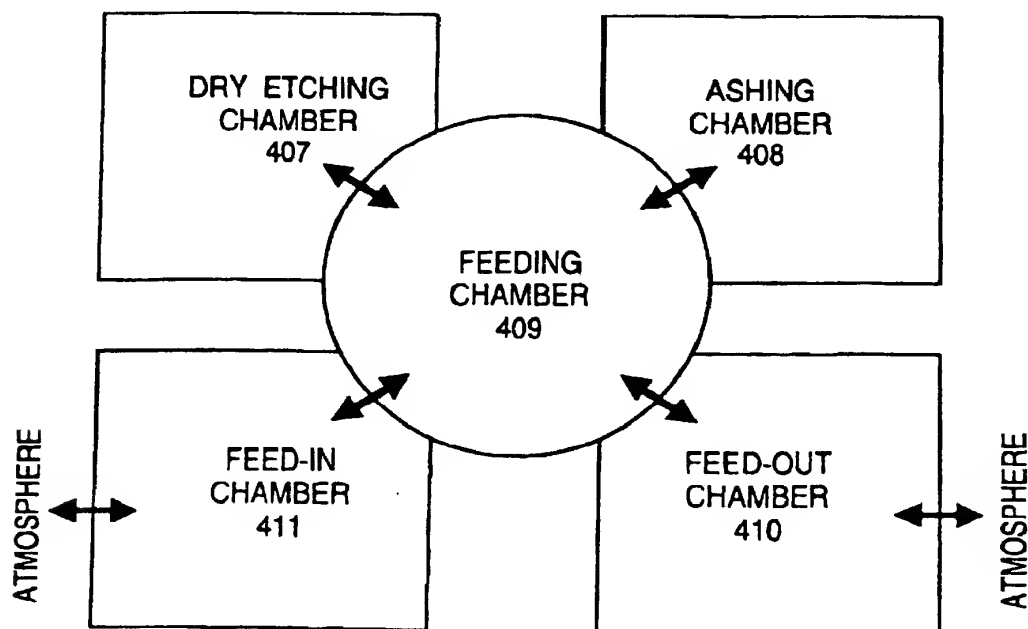 DRY ETCHING
CHAMBER
407
ASHING
CHAMBER
408
FEEDING
CHAMBER
409
ATMOSPHERE
FEED-IN
CHAMBER
411
FEED-OUT
CHAMBER
410
ATMOSPHERE